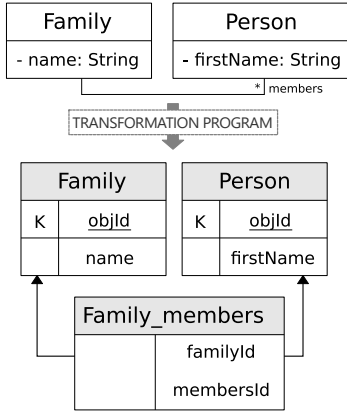 Family
Person
- name: String
- firstName: String
* members
TRANSFORMATION PROGRAM
Family
Person
K objId
K objId
name
firstName
Family_members
familyId
membersId